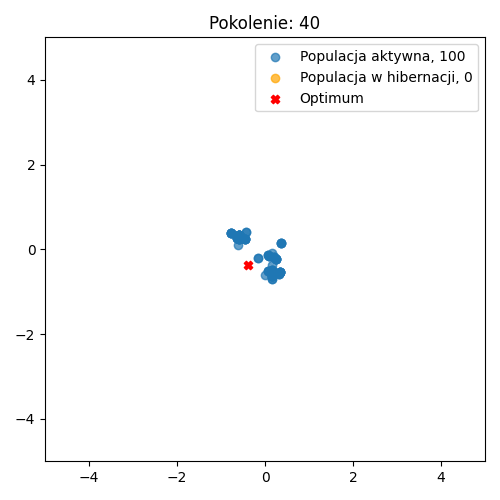 Pokolenie: 40
Populacja aktywna, 100
Populacja w hibernacji, 0
Optimum
4
2
0
−2
−4
−4 −2 0 2 4